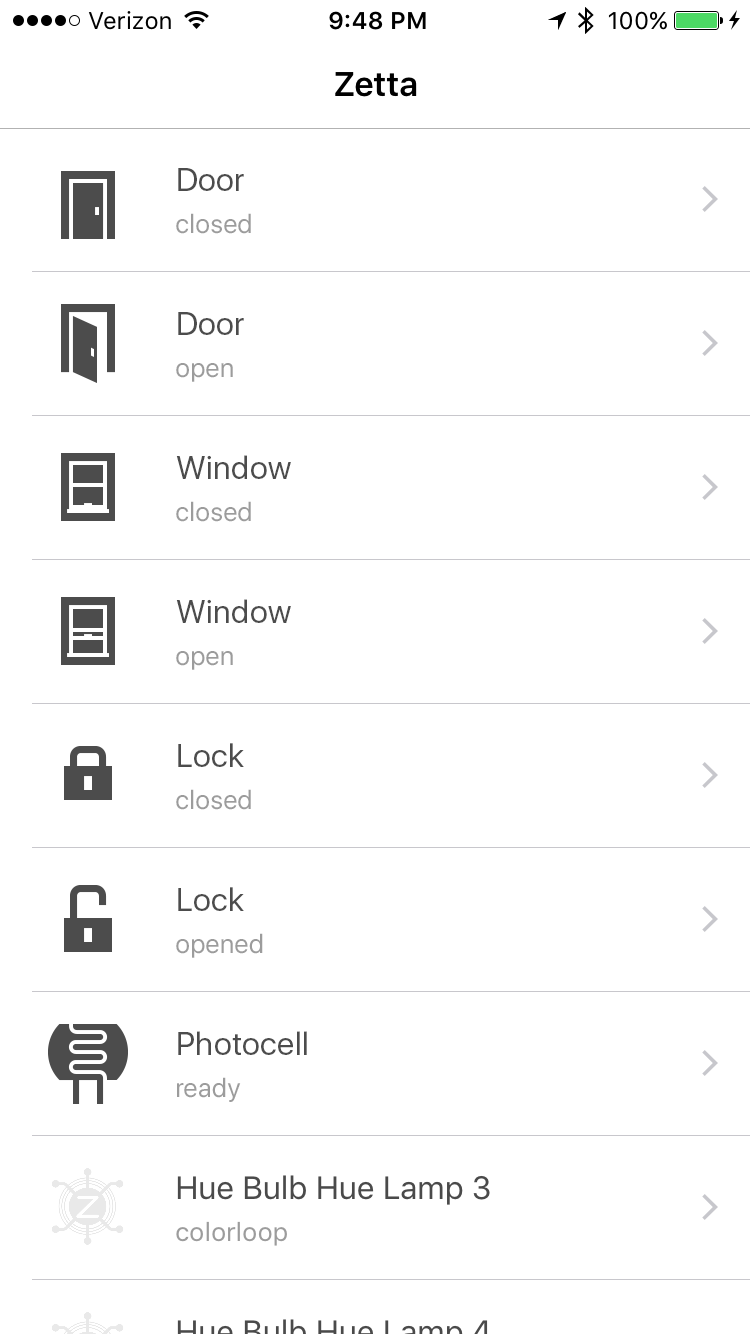 Verizon 9:48 PM 100%
Zetta
Door
closed
Door
open
Window
closed
Window
open
Lock
closed
Lock
opened
Photocell
ready
Z
Hue Bulb Hue Lamp 3
colorloop
Hue Bulb Hue Lamp 4